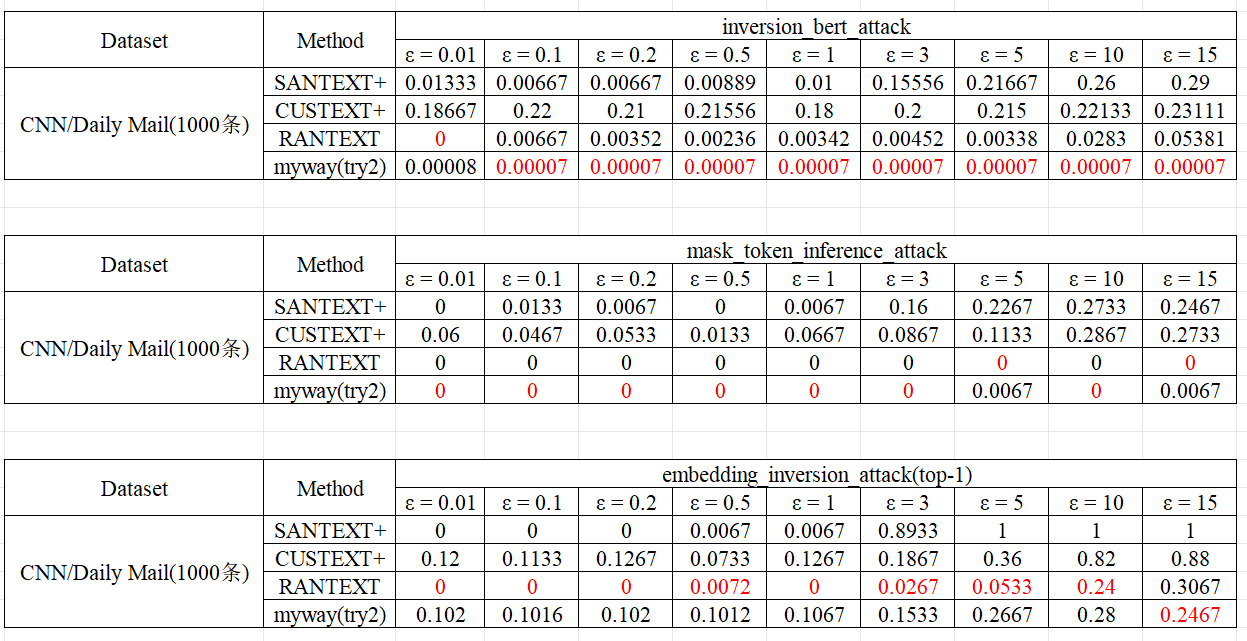 Dataset Method inversion_bert_attack
ε = 0.01 ε = 0.1 ε = 0.2 ε = 0.5 ε = 1 ε = 3 ε = 5 ε = 10 ε = 15
CNN/Daily Mail(1000条) SANTEXT+ 0.01333 0.00667 0.00667 0.00889 0.01 0.15556 0.21667 0.26 0.29
CUSTEXT+ 0.18667 0.22 0.21 0.21556 0.18 0.2 0.215 0.22133 0.23111
RANTEXT 0 0.00667 0.00352 0.00236 0.00342 0.00452 0.00338 0.0283 0.05381
myway(try2) 0.00008 0.00007 0.00007 0.00007 0.00007 0.00007 0.00007 0.00007 0.00007
Dataset Method mask_token_inference_attack
ε = 0.01 ε = 0.1 ε = 0.2 ε = 0.5 ε = 1 ε = 3 ε = 5 ε = 10 ε = 15
CNN/Daily Mail(1000条) SANTEXT+ 0 0.0133 0.0067 0 0.0067 0.16 0.2267 0.2733 0.2467
CUSTEXT+ 0.06 0.0467 0.0533 0.0133 0.0667 0.0867 0.1133 0.2867 0.2733
RANTEXT 0 0 0 0 0 0 0 0 0
myway(try2) 0 0 0 0 0 0 0.0067 0 0.0067
Dataset Method embedding_inversion_attack(top-1)
ε = 0.01 ε = 0.1 ε = 0.2 ε = 0.5 ε = 1 ε = 3 ε = 5 ε = 10 ε = 15
CNN/Daily Mail(1000条) SANTEXT+ 0 0 0 0.0067 0.0067 0.8933 1 1 1
CUSTEXT+ 0.12 0.1133 0.1267 0.0733 0.1267 0.1867 0.36 0.82 0.88
RANTEXT 0 0 0 0.0072 0 0.0267 0.0533 0.24 0.3067
myway(try2) 0.102 0.1016 0.102 0.1012 0.1067 0.1533 0.2667 0.28 0.2467